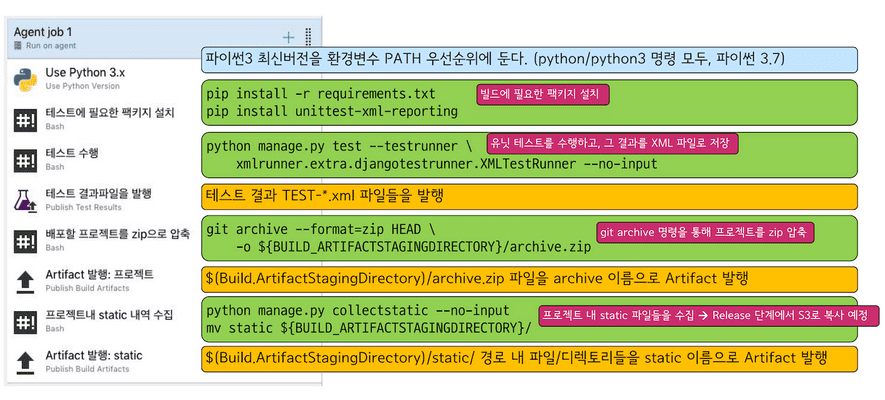 Agent job 1
Run on agent
파이썬3 최신버전을 환경변수 PATH 우선순위에 둔다. (python/python3 명령 모두, 파이썬 3.7)
Use Python 3.x
Use Python Version
pip install -r requirements.txt
pip install unittest-xml-reporting
빌드에 필요한 팩키지 설치
테스트에 필요한 팩키지 설치
Bash
python manage.py test --testrunner \
xmlrunner.extra.djangotestrunner.XMLTestRunner --no-input
유닛 테스트를 수행하고, 그 결과를 XML 파일로 저장
테스트 수행
Bash
테스트 결과파일을 발행
Publish Test Results
테스트 결과 TEST-*.xml 파일들을 발행
배포할 프로젝트를 zip으로 압축
Bash
git archive --format=zip HEAD \
-o ${BUILD_ARTIFACTSTAGINGDIRECTORY}/archive.zip
git archive 명령을 통해 프로젝트를 zip 압축
Artifact 발행: 프로젝트
Publish Build Artifacts
$(Build.ArtifactStagingDirectory)/archive.zip 파일을 archive 이름으로 Artifact 발행
프로젝트내 static 내역 수집
Bash
python manage.py collectstatic --no-input
mv static ${BUILD_ARTIFACTSTAGINGDIRECTORY}/
프로젝트 내 static 파일들을 수집 → Release 단계에서 S3로 복사 예정
Artifact 발행: static
Publish Build Artifacts
$(Build.ArtifactStagingDirectory)/static/ 경로 내 파일/디렉토리들을 static 이름으로 Artifact 발행